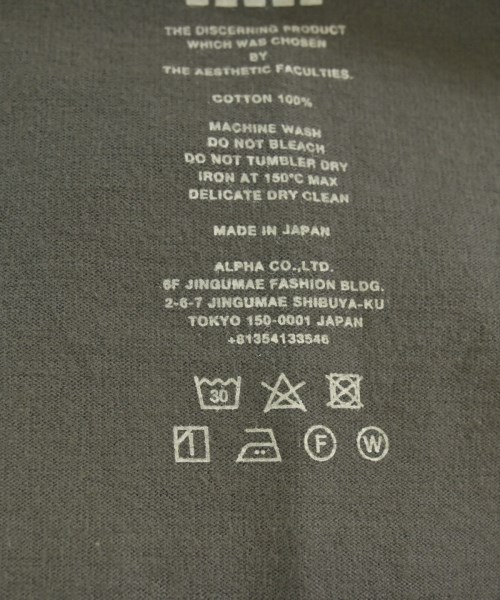 THE DISCERNING PRODUCT
WHICH WAS CHOSEN
BY
THE AESTHETIC FACULTIES.
COTTON 100%
MACHINE WASH
DO NOT BLEACH
DO NOT TUMBLER DRY
IRON AT 150°C MAX
DELICATE DRY CLEAN
MADE IN JAPAN
ALPHA CO.,LTD.
6F JINGUMAE FASHION BLDG.
2-6-7 JINGUMAE SHIBUYA-KU
TOKYO 150-0001 JAPAN
+81354133546
30
F W